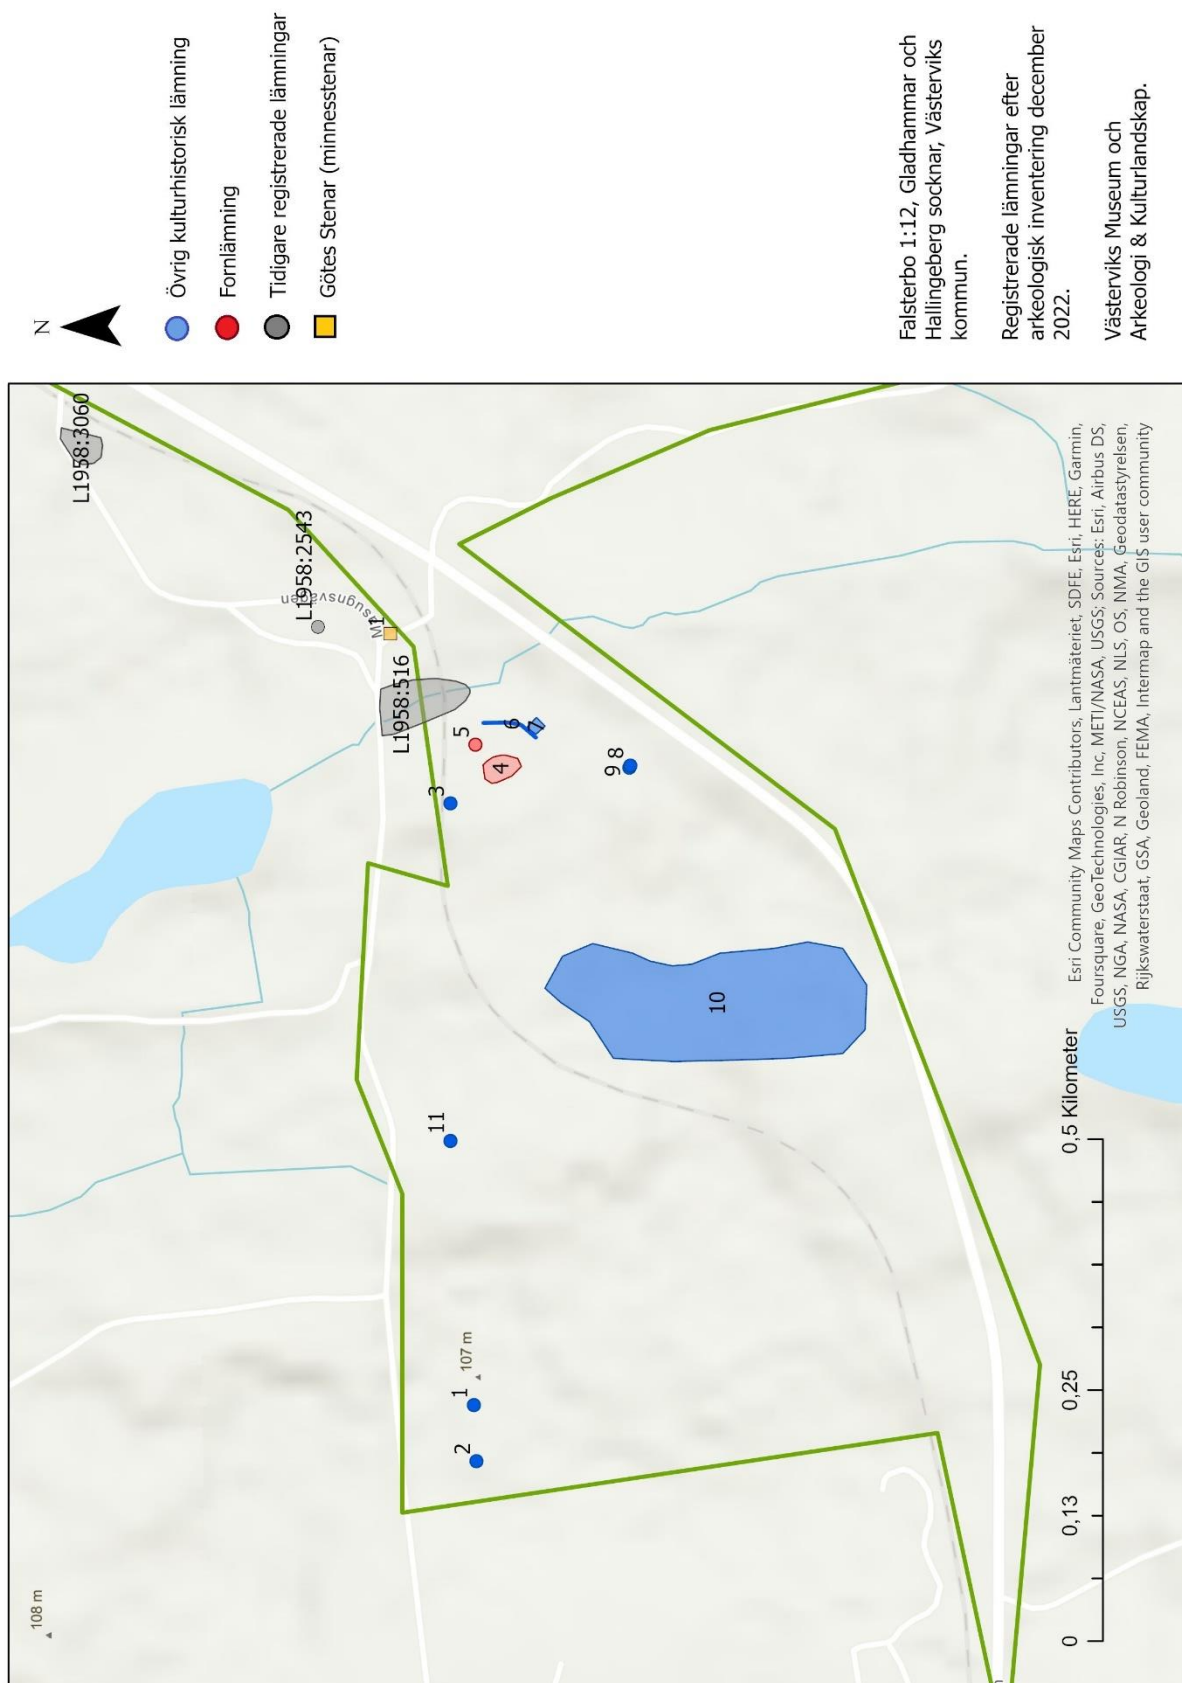 N
Övrig kulturhistorisk lämning
Fornlämning
Tidigare registrerade lämningar
Götes Stenar (minnesstenar)
Falsterbo 1:12, Gladhammar och
Hallingeberg socknar, Västerviks
kommun.
Registrerade lämningar efter
arkeologisk inventering december
2022.
Västerviks Museum och
Arkeologi & Kulturlandskap.
108 m
L1958:3060
L1958:2543
Masugnsvägen
1
L1958:516
2
1
107 m
11
3
5
4
6
7
9 8
10
0
0,13
0,25
0,5 Kilometer
Esri Community Maps Contributors, Lantmäteriet, SDFE, Esri, HERE, Garmin,
Foursquare, GeoTechnologies, Inc, METI/NASA, USGS; Sources: Esri, Airbus DS,
USGS, NGA, NASA, CGIAR, N Robinson, NCEAS, NLS, OS, NMA, Geodatastyrelsen,
Rijkswaterstaat, GSA, Geoland, FEMA, Intermap and the GIS user community